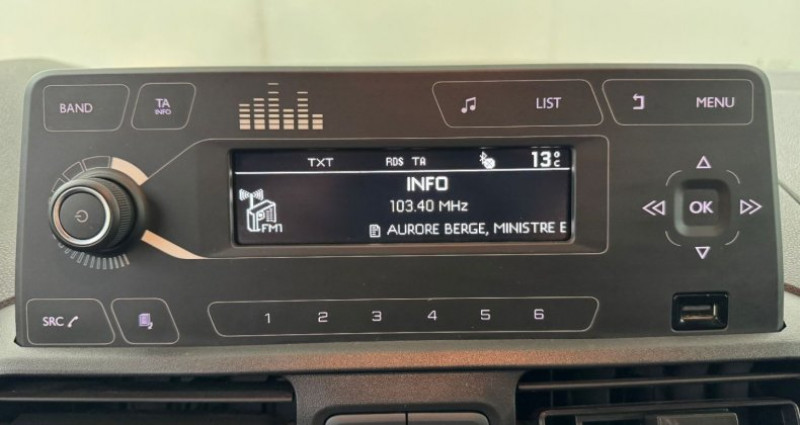 BAND
TA
INFO
LIST
MENU
TXT RDS TA 13°C
INFO
103.40 MHz
FM1
AURORE BERGE, MINISTRE E
OK
SRC
1 2 3 4 5 6